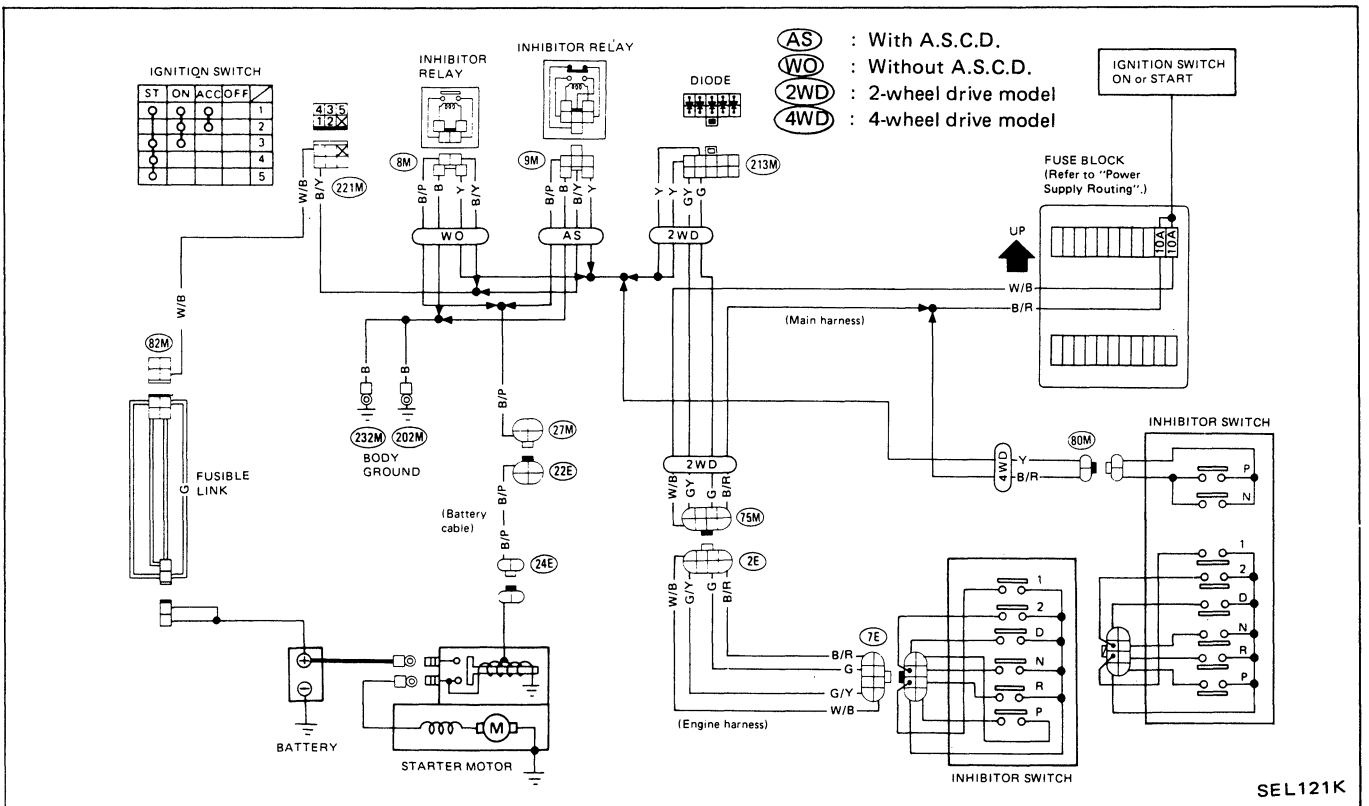 AS : With A.S.C.D.
WO : Without A.S.C.D.
2WD : 2-wheel drive model
4WD : 4-wheel drive model
IGNITION SWITCH
ST ON ACC OFF
1
2
3
4
5
4 3 5
1 2
221M
W/B
B/Y
INHIBITOR
RELAY
8M
B/P
B
Y
B/Y
WO
INHIBITOR RELAY
9M
B/P
B
B/Y
Y
AS
DIODE
213M
Y
Y
GY
G
2WD
IGNITION SWITCH
ON or START
FUSE BLOCK
(Refer to "Power
Supply Routing".)
UP
10A
10A
W/B
B/R
(Main harness)
W/B
82M
G
FUSIBLE
LINK
B
B
232M 202M
BODY
GROUND
B/P
27M
22E
B/P
(Battery
cable)
B/P
24E
2WD
W/B
GY
G
B/R
75M
2E
W/B
G/Y
G
B/R
7E
B/R
G
G/Y
W/B
(Engine harness)
4WD
Y
B/R
80M
INHIBITOR SWITCH
P
N
1
2
D
N
R
P
1
2
D
N
R
P
INHIBITOR SWITCH
BATTERY
M
STARTER MOTOR
SEL121K